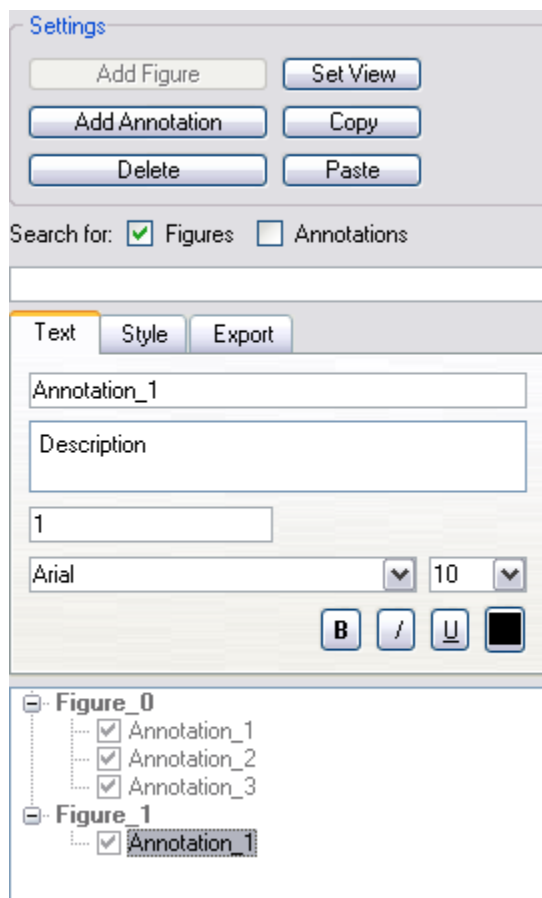 Settings
Add Figure Set View
Add Annotation Copy
Delete Paste
Search for: Figures Annotations
Text Style Export
Annotation_1
Description
1
Arial 10
B I U
Figure_0
Annotation_1
Annotation_2
Annotation_3
Figure_1
Annotation_1